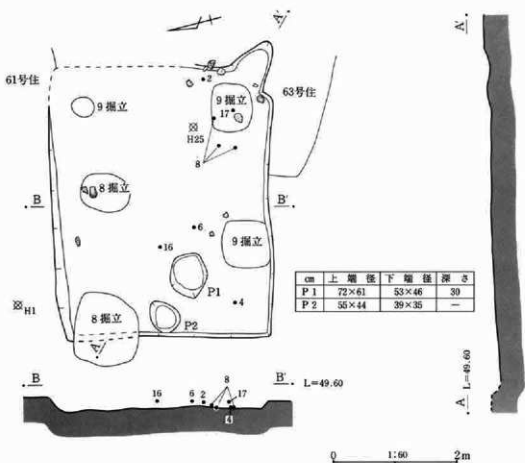 A'
A'
61号住
2
9掘立
9掘立
17
63号住
H25
8
8掘立
B
B'
6
9掘立
16
P1
4
H1
8掘立
P2
A
cm 上端径 下端径 深さ
P1 72×61 53×46 30
P2 55×44 39×35 —
B
B'
L=49.60
16
6
2
8
17
4
L=49.60
A
0 1:60 2m